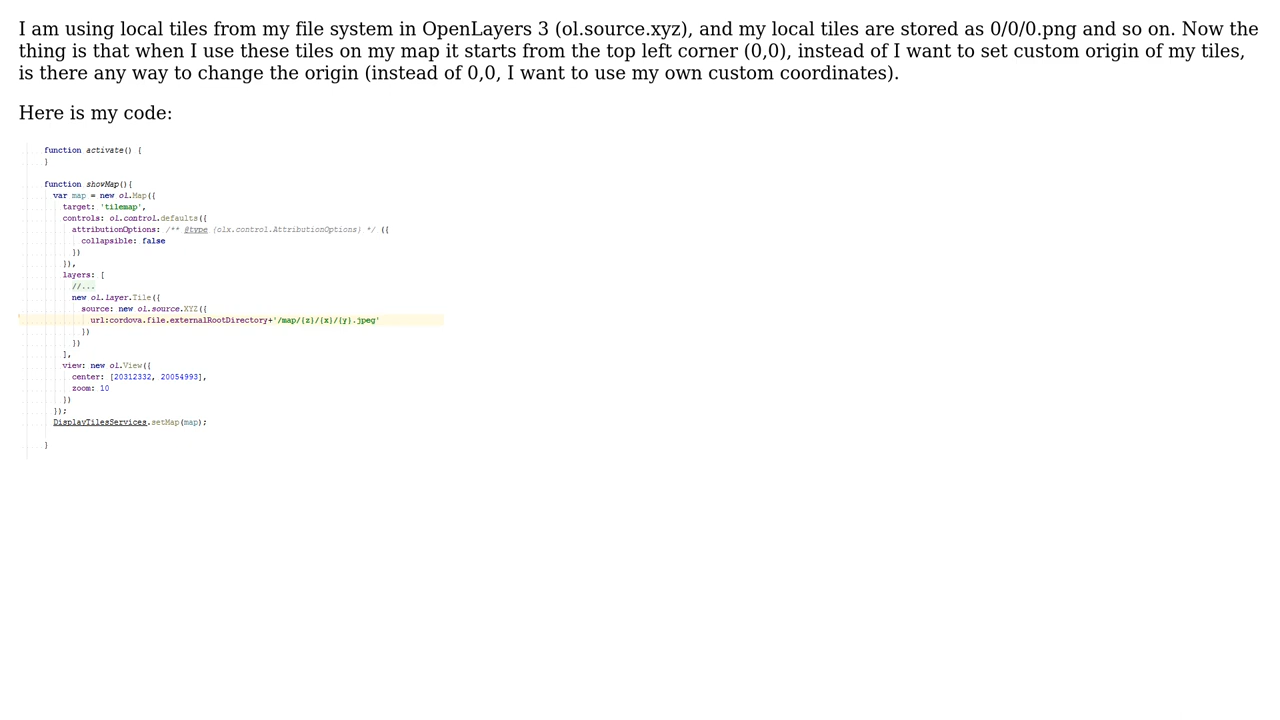 I am using local tiles from my file system in OpenLayers 3 (ol.source.xyz), and my local tiles are stored as 0/0/0.png and so on. Now the
thing is that when I use these tiles on my map it starts from the top left corner (0,0), instead of I want to set custom origin of my tiles,
is there any way to change the origin (instead of 0,0, I want to use my own custom coordinates).
Here is my code:
function activate() {
}
function showMap(){
var map = new ol.Map({
target: 'tilemap',
controls: ol.control.defaults({
attributionOptions: /** @type {olx.control.AttributionOptions} */ ({
collapsible: false
})
}),
layers: [
//...
new ol.layer.Tile({
source: new ol.source.XYZ({
url:cordova.file.externalRootDirectory+'/map/{z}/{x}/{y}.jpeg'
})
})
],
view: new ol.View({
center: [20312332, 20054993],
zoom: 10
})
});
DisplayTilesServices.setMap(map);
}